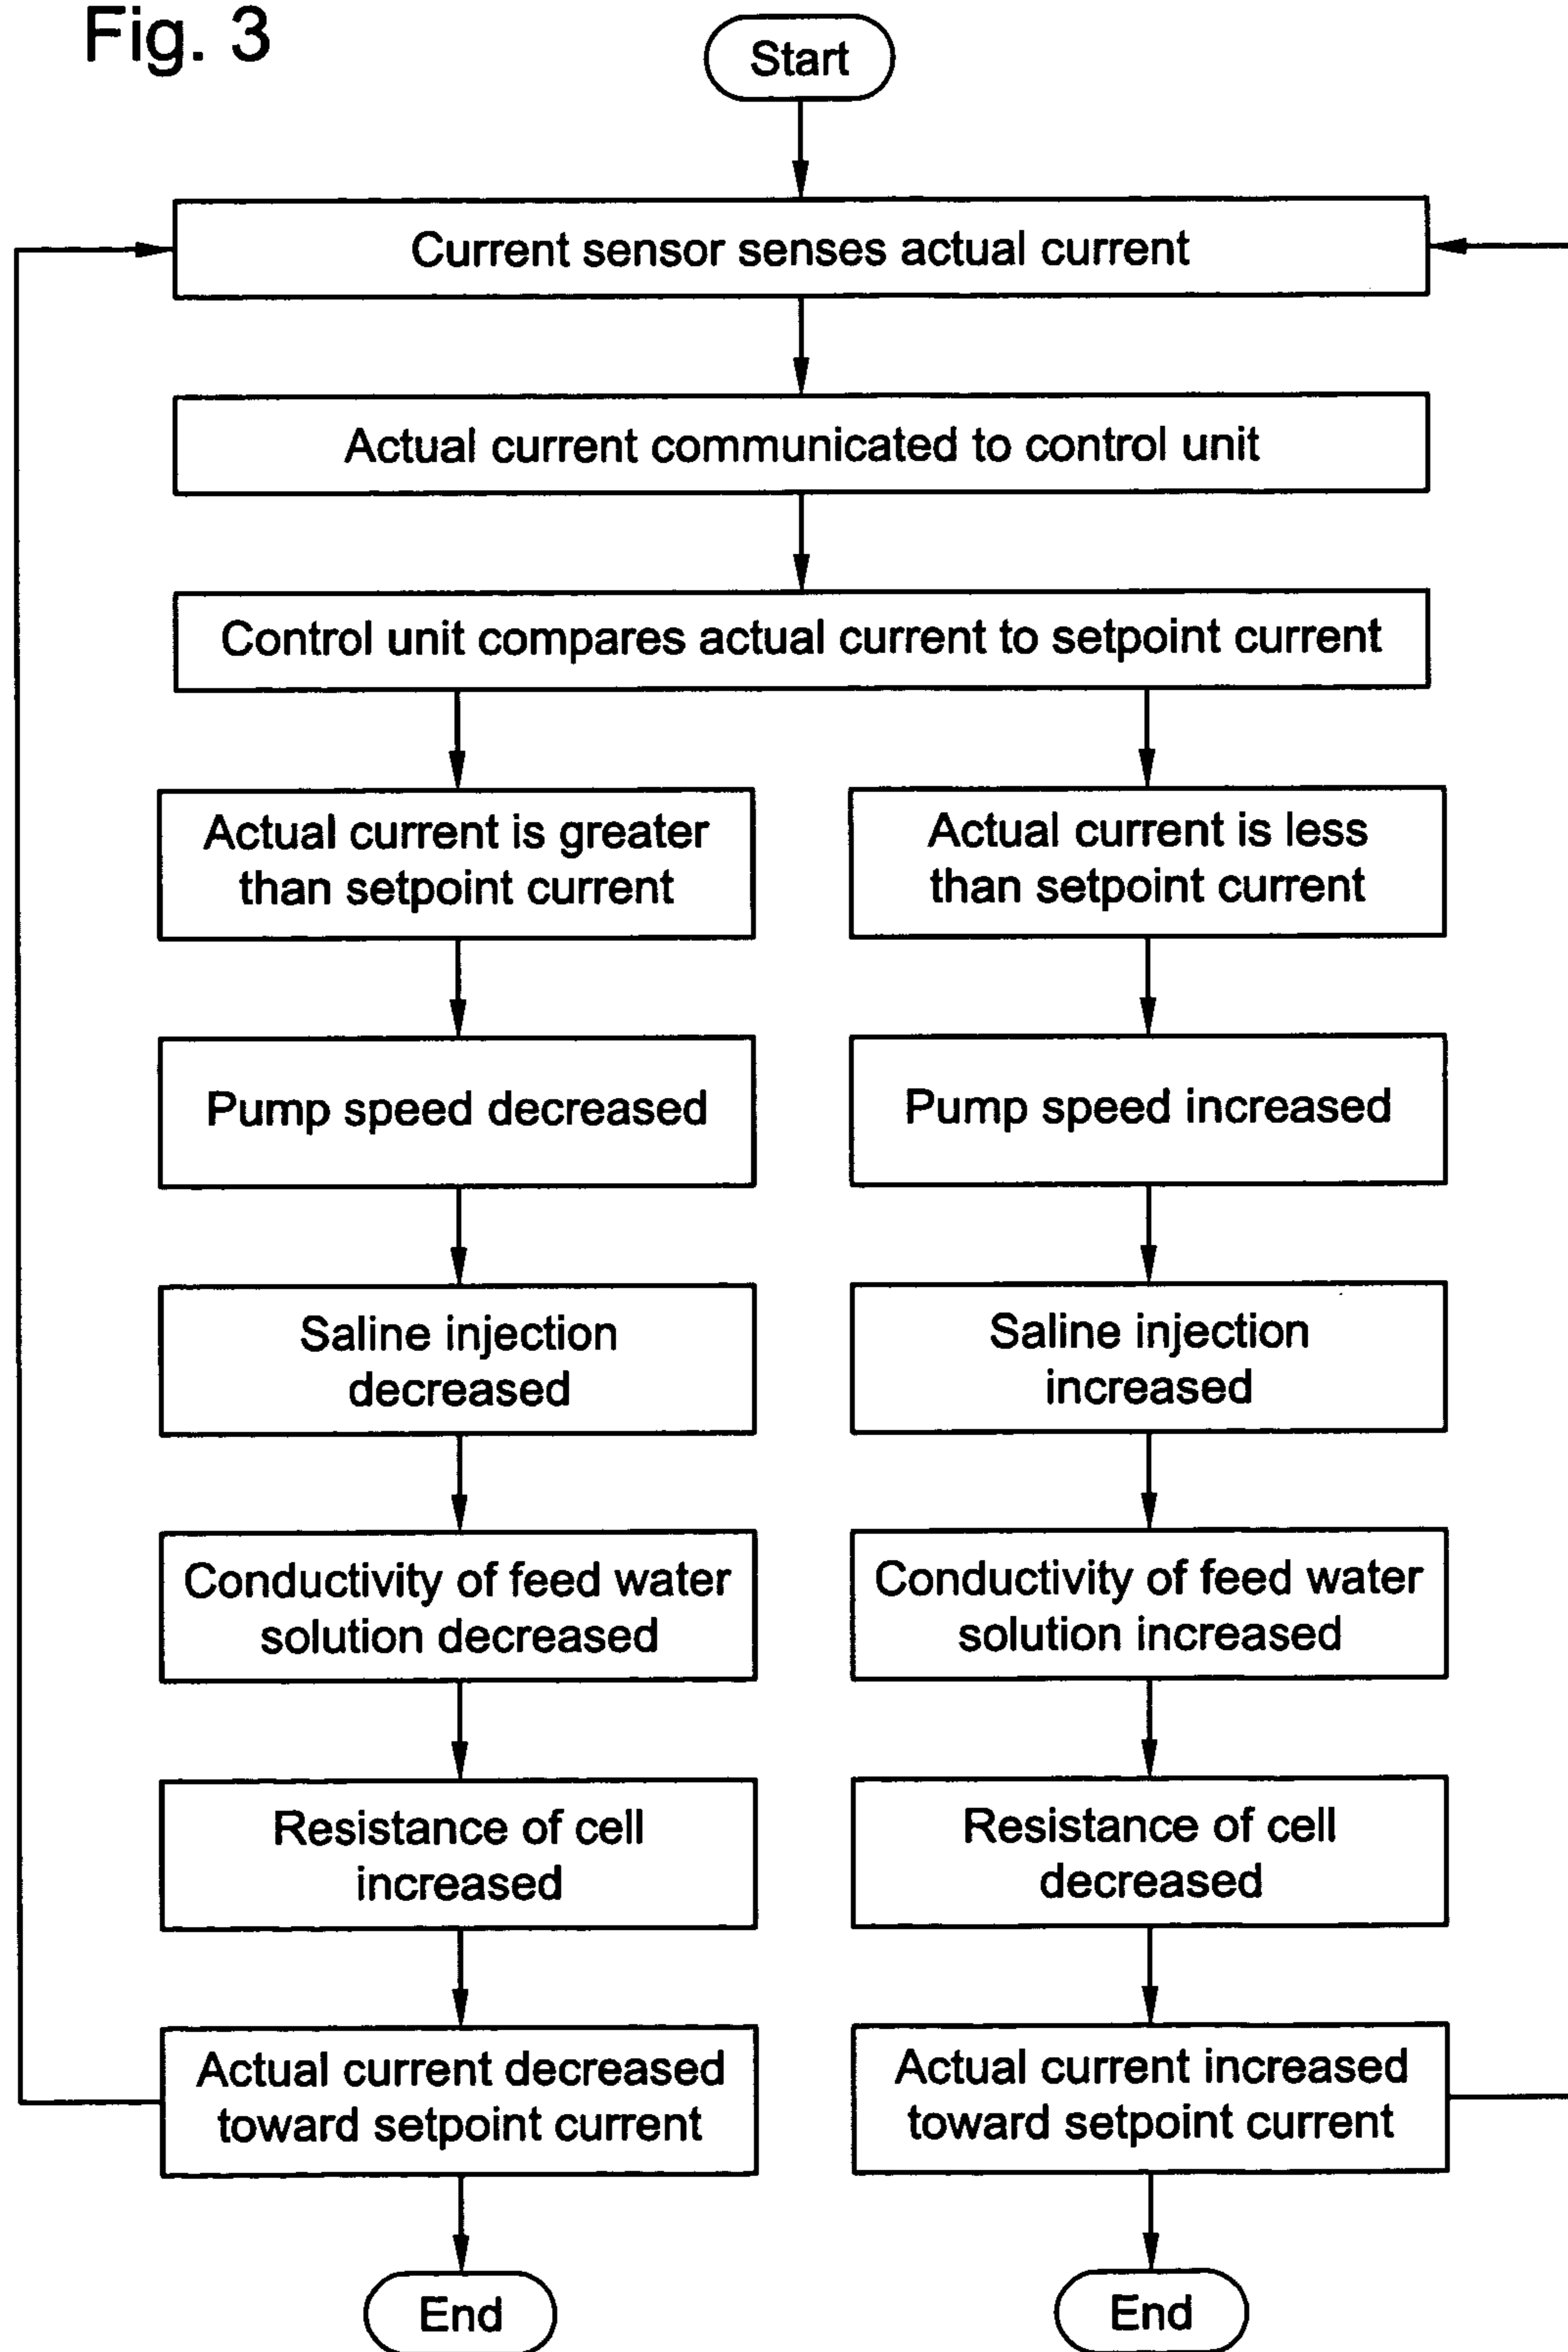 Fig. 3
Start
Current sensor senses actual current
Actual current communicated to control unit
Control unit compares actual current to setpoint current
Actual current is greater
than setpoint current
Pump speed decreased
Saline injection
decreased
Conductivity of feed water
solution decreased
Resistance of cell
increased
Actual current decreased
toward setpoint current
End
Actual current is less
than setpoint current
Pump speed increased
Saline injection
increased
Conductivity of feed water
solution increased
Resistance of cell
decreased
Actual current increased
toward setpoint current
End